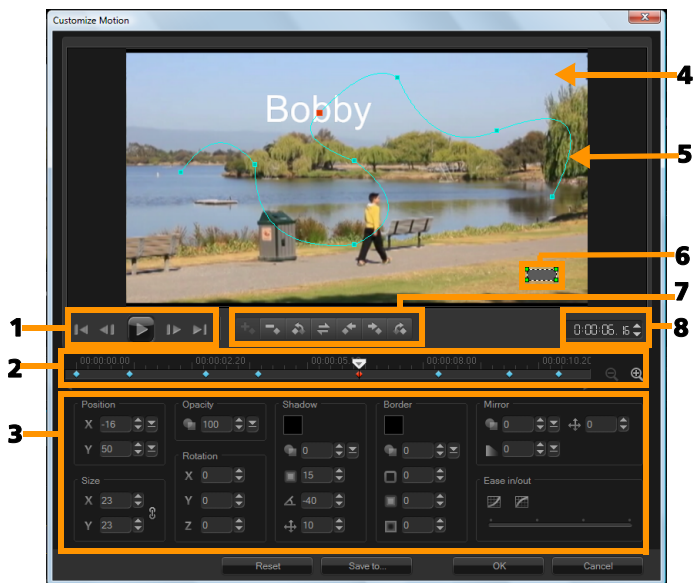 Customize Motion
Bobby
4
5
6
7
1
8
0:00:06. 16
2
00:00:00.00 00:00:02.20 00:00:05. 00:00:08.00 00:00:10.20
3
Position Opacity Shadow Border Mirror
X -16 100 0 0
Y 50 0 0 0
Rotation
X 0 15 0
Size Ease in/out
X 23 Y 0 -40 0
Y 23 Z 0 10 0
Reset Save to... OK Cancel